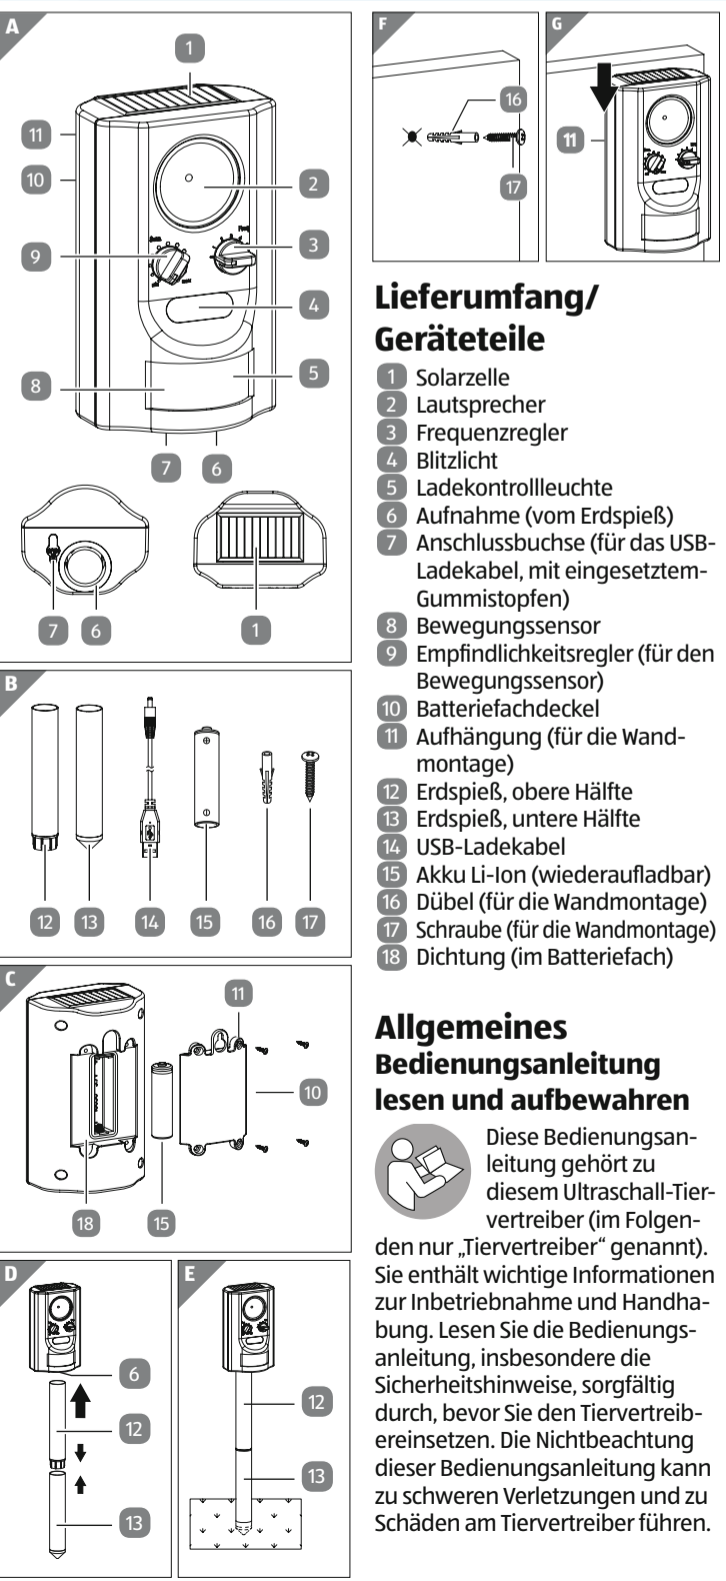 A
1
11
10
2
9
3
4
8
5
7
6
7
6
1
B
12
13
14
15
16
17
C
11
10
18
15
D
6
12
13
E
12
13
F
16
17
G
11
Lieferumfang/
Geräteteile
1 Solarzelle
2 Lautsprecher
3 Frequenzregler
4 Blitzlicht
5 Ladekontrollleuchte
6 Aufnahme (vom Erdspieß)
7 Anschlussbuchse (für das USB-
Ladekabel, mit eingesetztem-
Gummistopfen)
8 Bewegungssensor
9 Empfindlichkeitsregler (für den
Bewegungssensor)
10 Batteriefachdeckel
11 Aufhängung (für die Wand-
montage)
12 Erdspieß, obere Hälfte
13 Erdspieß, untere Hälfte
14 USB-Ladekabel
15 Akku Li-Ion (wiederaufladbar)
16 Dübel (für die Wandmontage)
17 Schraube (für die Wandmontage)
18 Dichtung (im Batteriefach)
Allgemeines
Bedienungsanleitung
lesen und aufbewahren
Diese Bedienungsan-
leitung gehört zu
diesem Ultraschall-Tier-
vertreiber (im Folgen-
den nur „Tiervertreiber“ genannt).
Sie enthält wichtige Informationen
zur Inbetriebnahme und Handha-
bung. Lesen Sie die Bedienungs-
anleitung, insbesondere die
Sicherheitshinweise, sorgfältig
durch, bevor Sie den Tiervertreib-
ereinsetzen. Die Nichtbeachtung
dieser Bedienungsanleitung kann
zu schweren Verletzungen und zu
Schäden am Tiervertreiber führen.